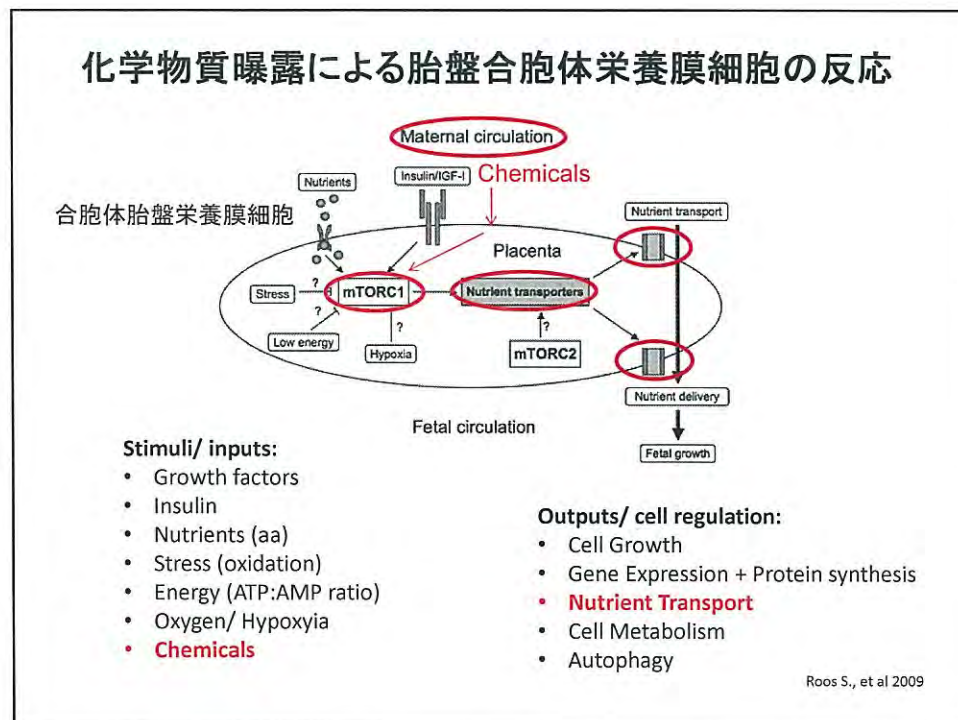 化学物質曝露による胎盤合胞体栄養膜細胞の反応
Maternal circulation
Insulin/IGF-I
Chemicals
Nutrients
合胞体胎盤栄養膜細胞
Nutrient transport
Placenta
?
Stress
mTORC1
Nutrient transporters
?
Low energy
?
Hypoxia
?
mTORC2
Nutrient delivery
Fetal circulation
Fetal growth
Stimuli/ inputs:
• Growth factors
• Insulin
• Nutrients (aa)
• Stress (oxidation)
• Energy (ATP:AMP ratio)
• Oxygen/ Hypoxyia
• Chemicals
Outputs/ cell regulation:
• Cell Growth
• Gene Expression + Protein synthesis
• Nutrient Transport
• Cell Metabolism
• Autophagy
Roos S., et al 2009